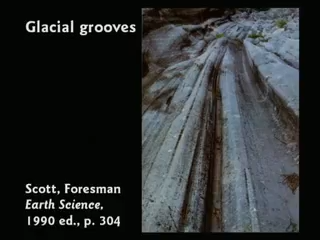 Glacial grooves
Scott, Foresman
Earth Science,
1990 ed., p. 304